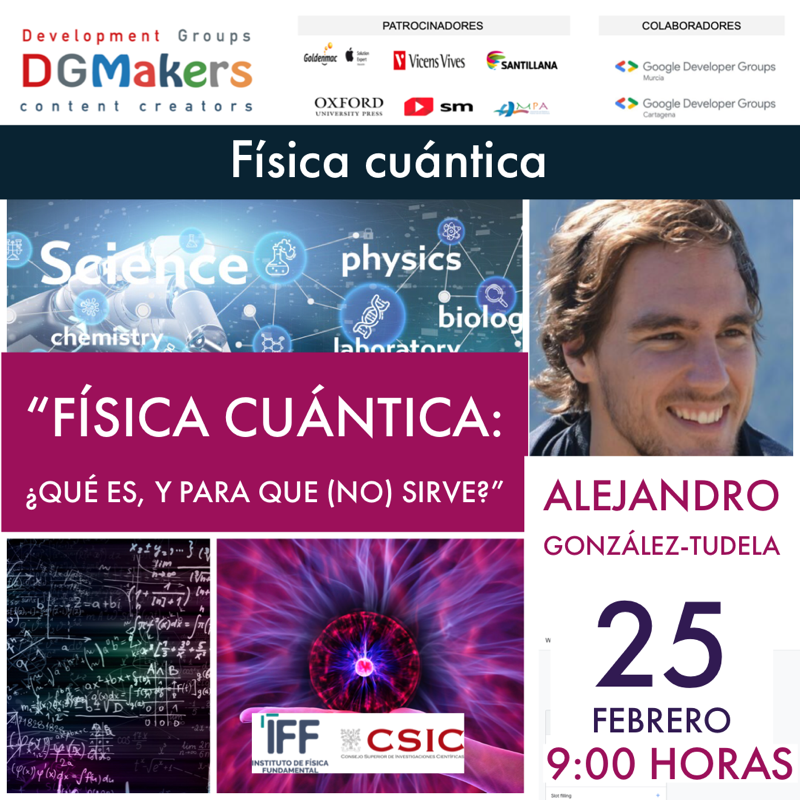 Development Groups
DGMakers
content creators
PATROCINADORES
Goldenmac
Solution
Expert
Vicens Vives
SANTILLANA
OXFORD
UNIVERSITY PRESS
sm
AMPA
COLABORADORES
Google Developer Groups
Murcia
Google Developer Groups
Cartagena
Física cuántica
Science
physics
chemistry
biolog
laboratory
“FÍSICA CUÁNTICA:
¿QUÉ ES, Y PARA QUE (NO) SIRVE?”
ALEJANDRO
GONZÁLEZ-TUDELA
25
FEBRERO
9:00 HORAS
IFF
INSTITUTO DE FÍSICA
FUNDAMENTAL
CSIC
CONSEJO SUPERIOR DE INVESTIGACIONES CIENTÍFICAS